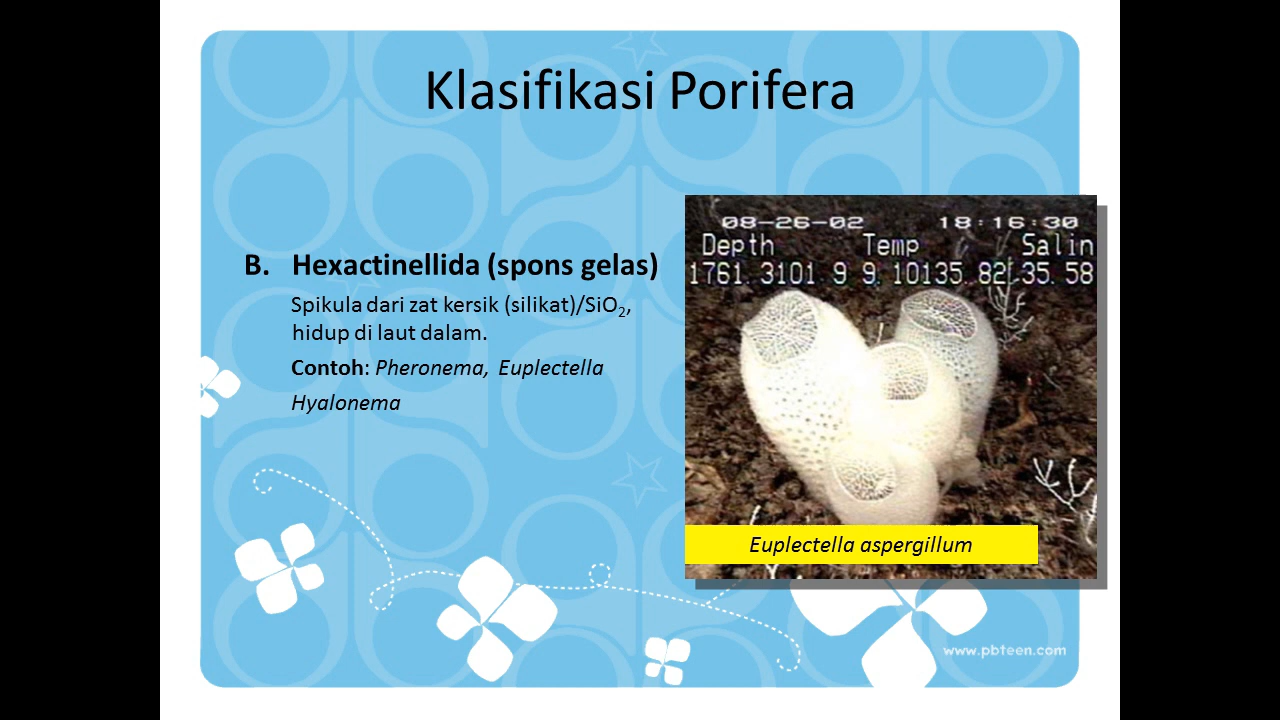 Klasifikasi Porifera
B. Hexactinellida (spons gelas)
Spikula dari zat kersik (silikat)/SiO₂,
hidup di laut dalam.
Contoh: Pheronema, Euplectella
Hyalonema
08-26-02 18:16:30
Depth Temp Salin
1761.3101.9 9.10135.82 35.58
Euplectella aspergillum
www.pbteen.com